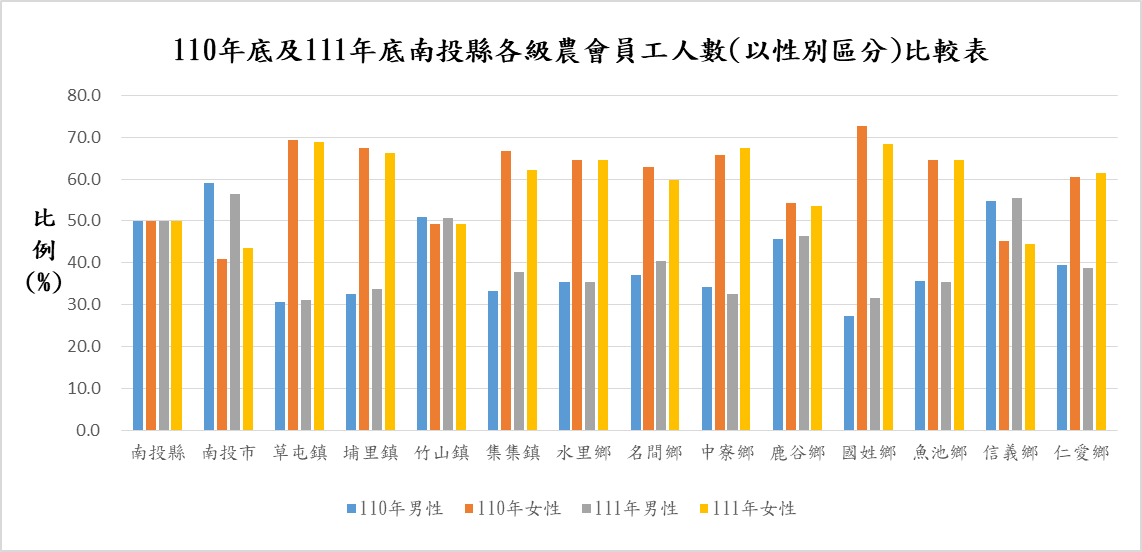 110年底及111年底南投縣各級農會員工人數(以性別區分)比較表
80.0
70.0
60.0
50.0
40.0
30.0
20.0
10.0
0.0
比
例
(%)
南投縣 南投市 草屯鎮 埔里鎮 竹山鎮 集集鎮 水里鄉 名間鄉 中寮鄉 鹿谷鄉 國姓鄉 魚池鄉 信義鄉 仁愛鄉
110年男性 110年女性 111年男性 111年女性